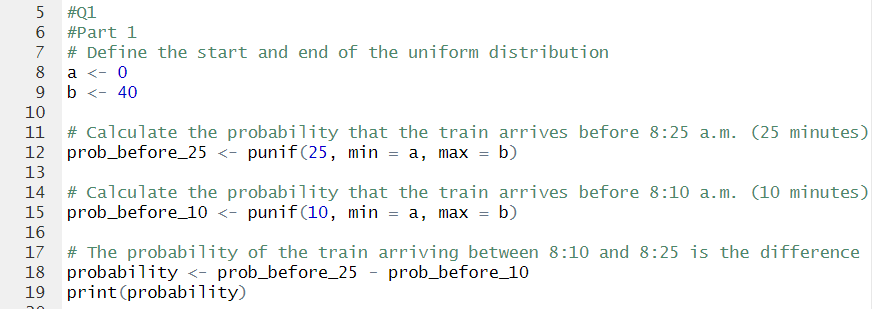 5 #Q1
6 #Part 1
7 # Define the start and end of the uniform distribution
8 a <- 0
9 b <- 40
10
11 # Calculate the probability that the train arrives before 8:25 a.m. (25 minutes)
12 prob_before_25 <- punif(25, min = a, max = b)
13
14 # Calculate the probability that the train arrives before 8:10 a.m. (10 minutes)
15 prob_before_10 <- punif(10, min = a, max = b)
16
17 # The probability of the train arriving between 8:10 and 8:25 is the difference
18 probability <- prob_before_25 - prob_before_10
19 print(probability)